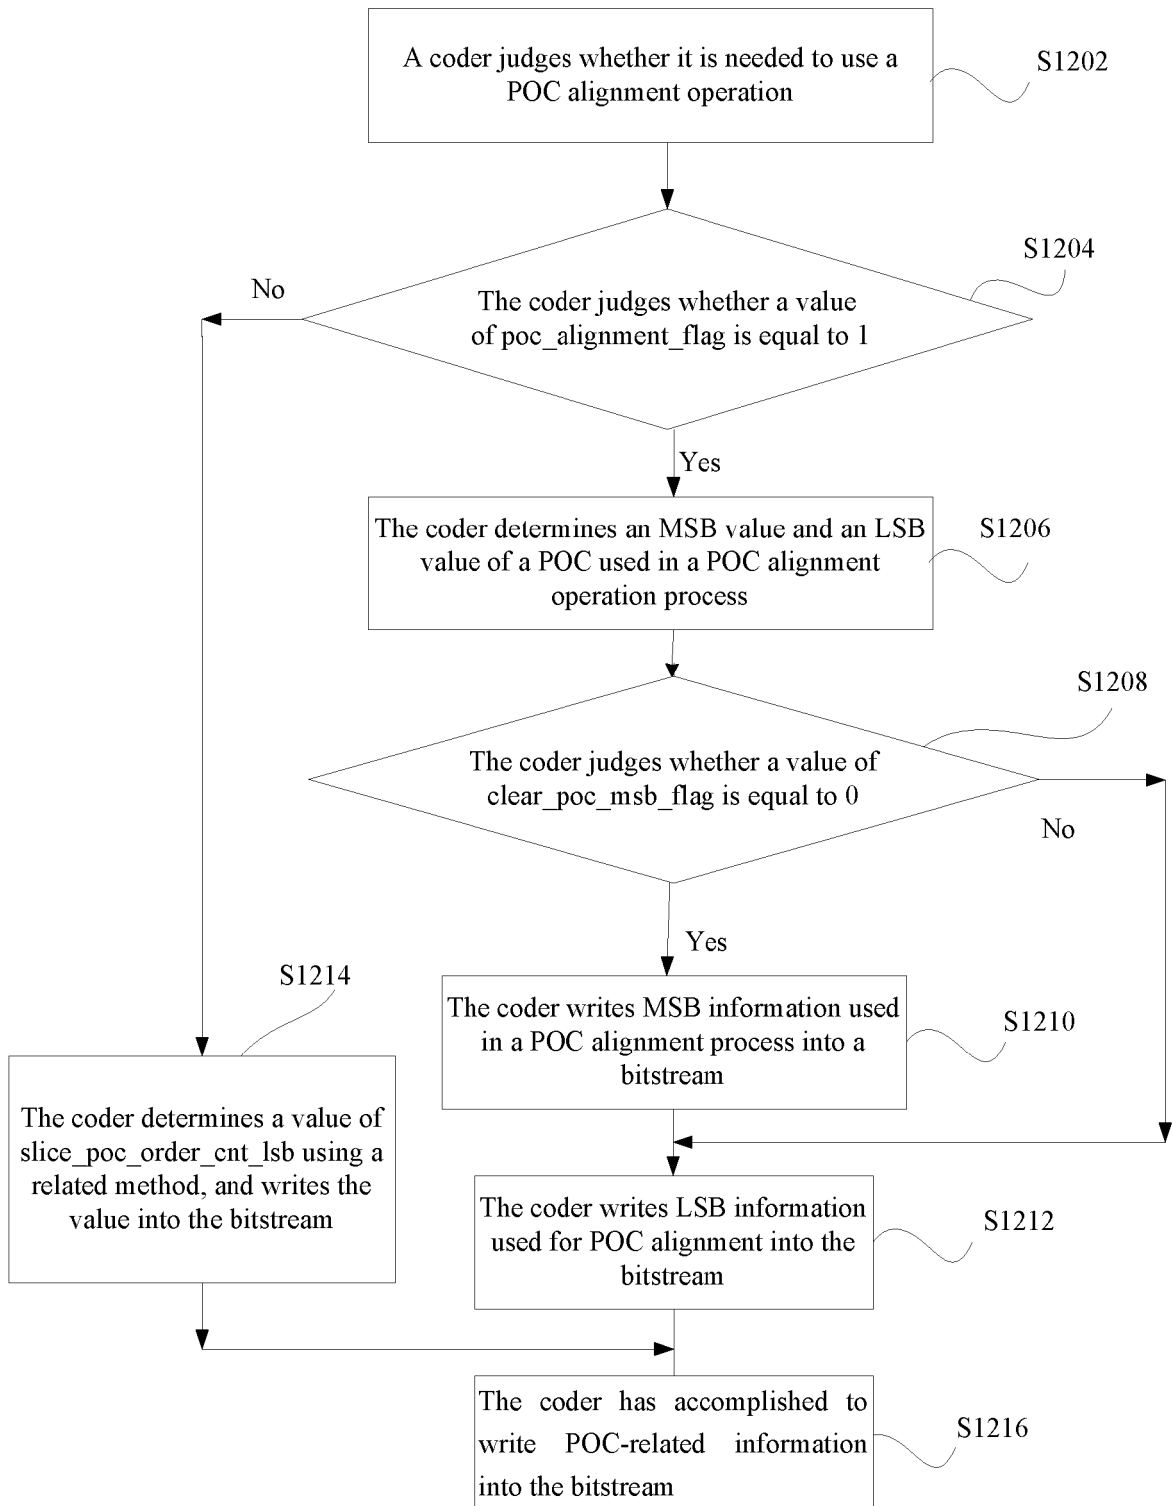 A coder judges whether it is needed to use a
POC alignment operation
S1202
S1204
No
The coder judges whether a value
of poc_alignment_flag is equal to 1
Yes
The coder determines an MSB value and an LSB
value of a POC used in a POC alignment
operation process
S1206
S1208
The coder judges whether a value of
clear_poc_msb_flag is equal to 0
No
Yes
S1214
The coder writes MSB information used
in a POC alignment process into a
bitstream
S1210
The coder determines a value of
slice_poc_order_cnt_lsb using a
related method, and writes the
value into the bitstream
The coder writes LSB information
used for POC alignment into the
bitstream
S1212
The coder has accomplished to
write POC-related information
into the bitstream
S1216